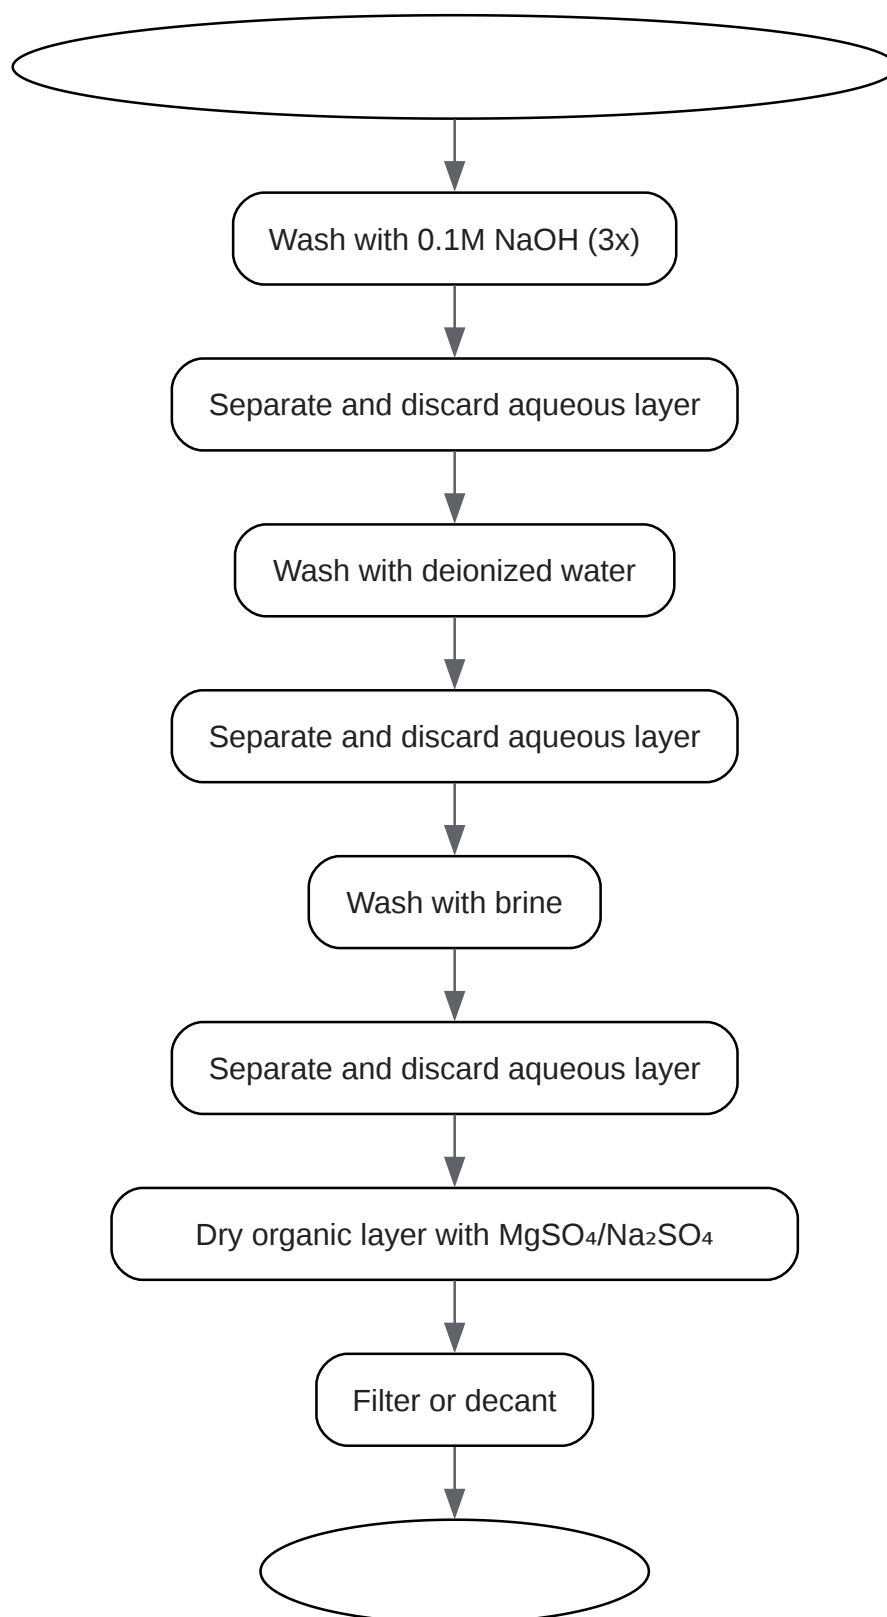 Wash with 0.1M NaOH (3x)
Separate and discard aqueous layer
Wash with deionized water
Separate and discard aqueous layer
Wash with brine
Separate and discard aqueous layer
Dry organic layer with MgSO₄/Na₂SO₄
Filter or decant